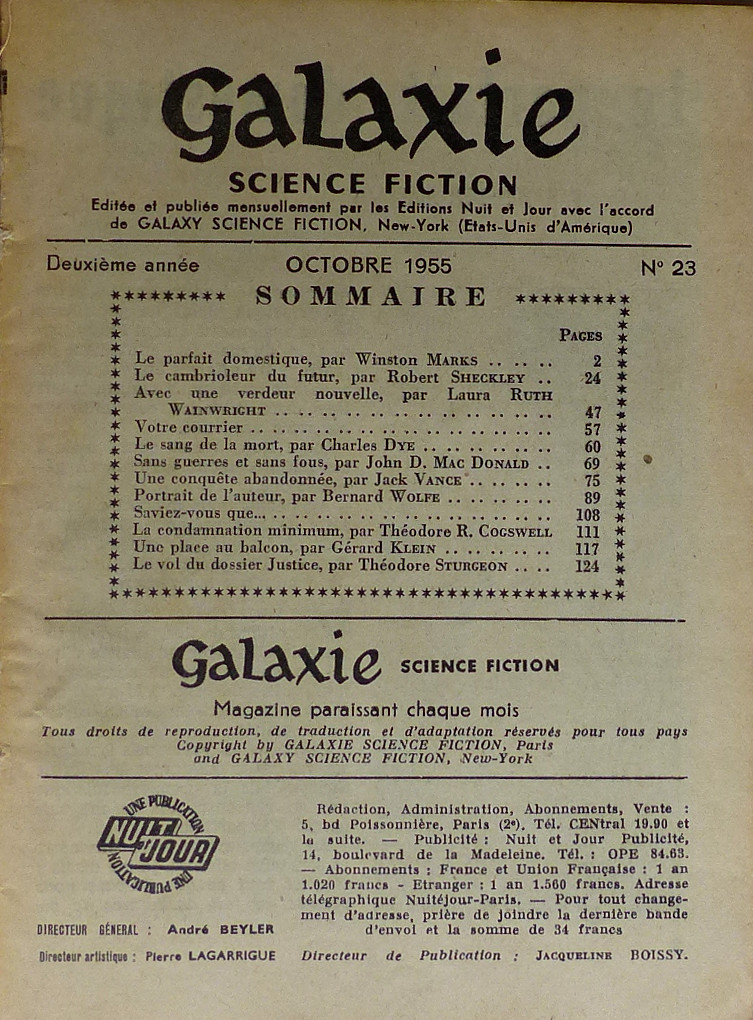 Galaxie
SCIENCE FICTION
Editée et publiée mensuellement par les Editions Nuit et Jour avec l'accord
de GALAXY SCIENCE FICTION, New-York (Etats-Unis d'Amérique)
Deuxième année OCTOBRE 1955 N° 23
********* SOMMAIRE *********
PAGES
Le parfait domestique, par Winston MARKS .. .. .. 2
Le cambrioleur du futur, par Robert SHECKLEY .. 24
Avec une verdeur nouvelle, par Laura RUTH
WAINWRIGHT .. .. .. .. .. .. .. .. .. .. .. .. .. 47
Votre courrier .. .. .. .. .. .. .. .. .. .. .. .. .. .. 57
Le sang de la mort, par Charles DYE .. .. .. .. .. .. 60
Sans guerres et sans fous, par John D. MAC DONALD .. 69
Une conquête abandonnée, par Jack VANCE .. .. .. .. 75
Portrait de l'auteur, par Bernard WOLFE .. .. .. .. .. 89
Saviez-vous que... .. .. .. .. .. .. .. .. .. .. .. .. .. 108
La condamnation minimum, par Théodore R. COGSWELL 111
Une place au balcon, par Gérard KLEIN .. .. .. .. .. 117
Le vol du dossier Justice, par Théodore STURGEON .. .. 124
Galaxie SCIENCE FICTION
Magazine paraissant chaque mois
Tous droits de reproduction, de traduction et d'adaptation réservés pour tous pays
Copyright by GALAXIE SCIENCE FICTION, Paris
and GALAXY SCIENCE FICTION, New-York
UNE PUBLICATION
NUIT
et JOUR
UNE PUBLICATION
DIRECTEUR GÉNERAL : André BEYLER
Directeur artistique : Pierre LAGARRIGUE
Rédaction, Administration, Abonnements, Vente :
5, bd Poissonnière, Paris (2e). Tél. CENtral 19.90 et
la suite. — Publicité : Nuit et Jour Publicité,
14, boulevard de la Madeleine. Tél. : OPE 84.63.
— Abonnements : France et Union Française : 1 an
1.020 francs - Etranger : 1 an 1.560 francs. Adresse
télégraphique Nuitéjour-Paris. — Pour tout change-
ment d'adresse, prière de joindre la dernière bande
d'envoi et la somme de 34 francs
Directeur de Publication : JACQUELINE BOISSY.